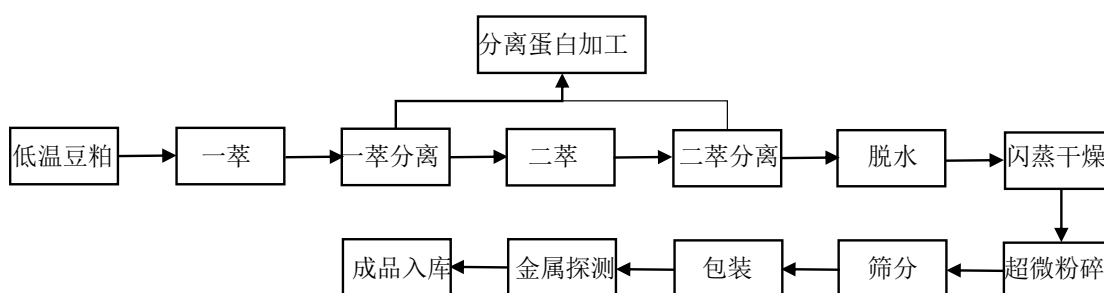 分离蛋白加工
低温豆粕
一萃
一萃分离
二萃
二萃分离
脱水
闪蒸干燥
超微粉碎
筛分
包装
金属探测
成品入库